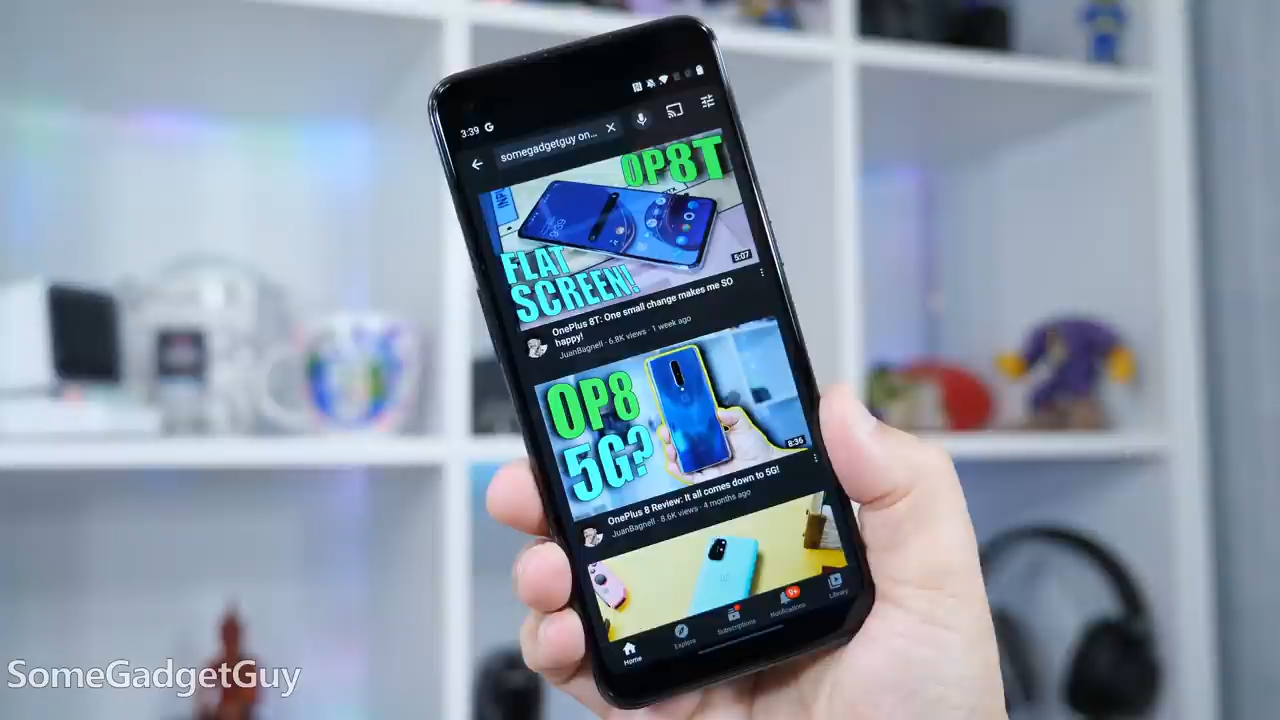 3:39 G
somegadgetguy on...
OP8T
FLAT
SCREEN!
5:07
OnePlus 8T: One small change makes me SO
happy!
JuanBagnell · 6.8K views · 1 week ago
OP8
5G?
8:36
OnePlus 8 Review: It all comes down to 5G!
JuanBagnell · 8.6K views · 4 months ago
9+
Home
Explore
Subscriptions
Notifications
Library
SomeGadgetGuy